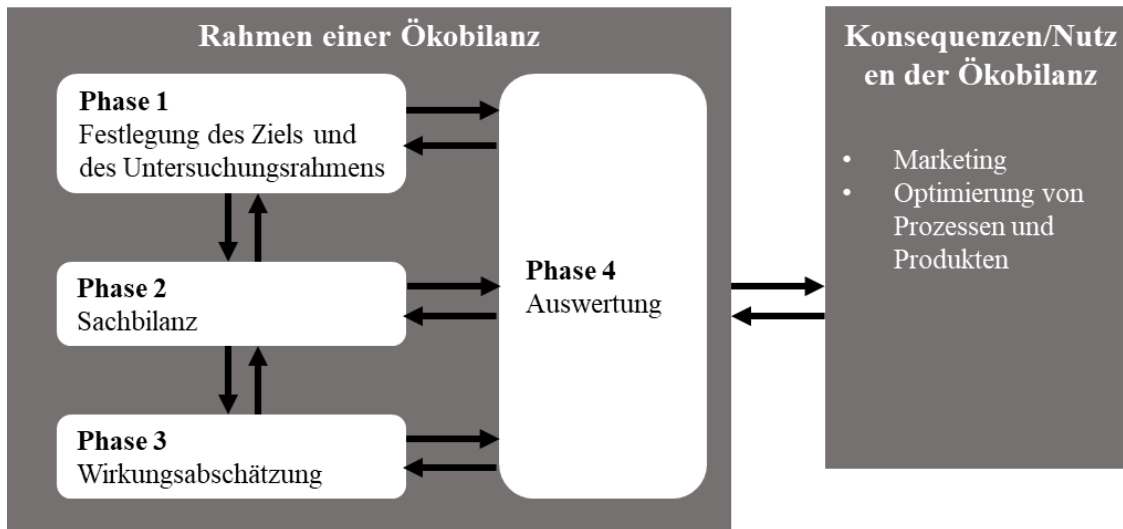 Rahmen einer Ökobilanz
Phase 1
Festlegung des Ziels und
des Untersuchungsrahmens
Phase 2
Sachbilanz
Phase 3
Wirkungsabschätzung
Phase 4
Auswertung
Konsequenzen/Nutz
en der Ökobilanz
• Marketing
• Optimierung von
Prozessen und
Produkten